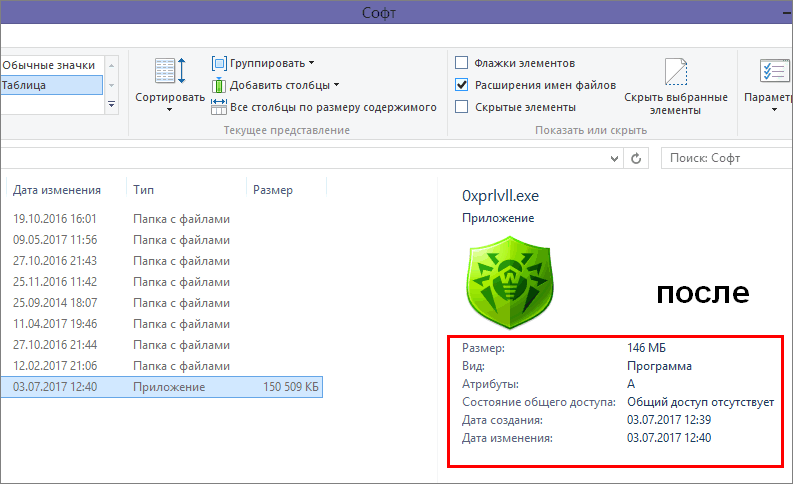 Софт
Обычные значки
Таблица
Сортировать
Группировать
Добавить столбцы
Все столбцы по размеру содержимого
Текущее представление
Флажки элементов
Расширения имен файлов
Скрытые элементы
Скрыть выбранные
элементы
Показать или скрыть
Параметр
Поиск: Софт
Дата изменения Тип Размер
19.10.2016 16:01 Папка с файлами
09.05.2017 11:56 Папка с файлами
27.10.2016 21:43 Папка с файлами
25.11.2016 11:42 Папка с файлами
25.09.2014 18:07 Папка с файлами
11.04.2017 19:46 Папка с файлами
27.10.2016 21:44 Папка с файлами
12.02.2017 21:06 Папка с файлами
03.07.2017 12:40 Приложение 150 509 КБ
0xprlvll.exe
Приложение
после
Размер: 146 МБ
Вид: Программа
Атрибуты: A
Состояние общего доступа: Общий доступ отсутствует
Дата создания: 03.07.2017 12:39
Дата изменения: 03.07.2017 12:40